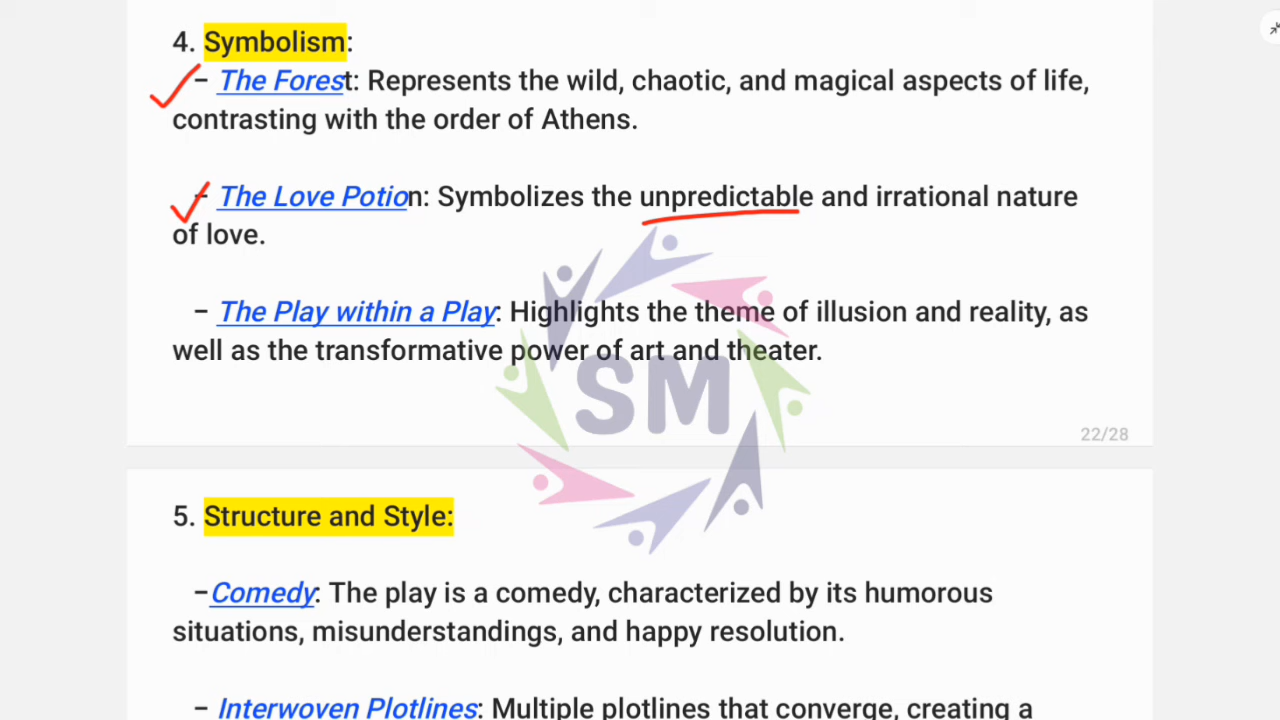 4. Symbolism:
– The Forest: Represents the wild, chaotic, and magical aspects of life,
contrasting with the order of Athens.
– The Love Potion: Symbolizes the unpredictable and irrational nature
of love.
– The Play within a Play: Highlights the theme of illusion and reality, as
well as the transformative power of art and theater.
SM
22/28
5. Structure and Style:
–Comedy: The play is a comedy, characterized by its humorous
situations, misunderstandings, and happy resolution.
– Interwoven Plotlines: Multiple plotlines that converge, creating a